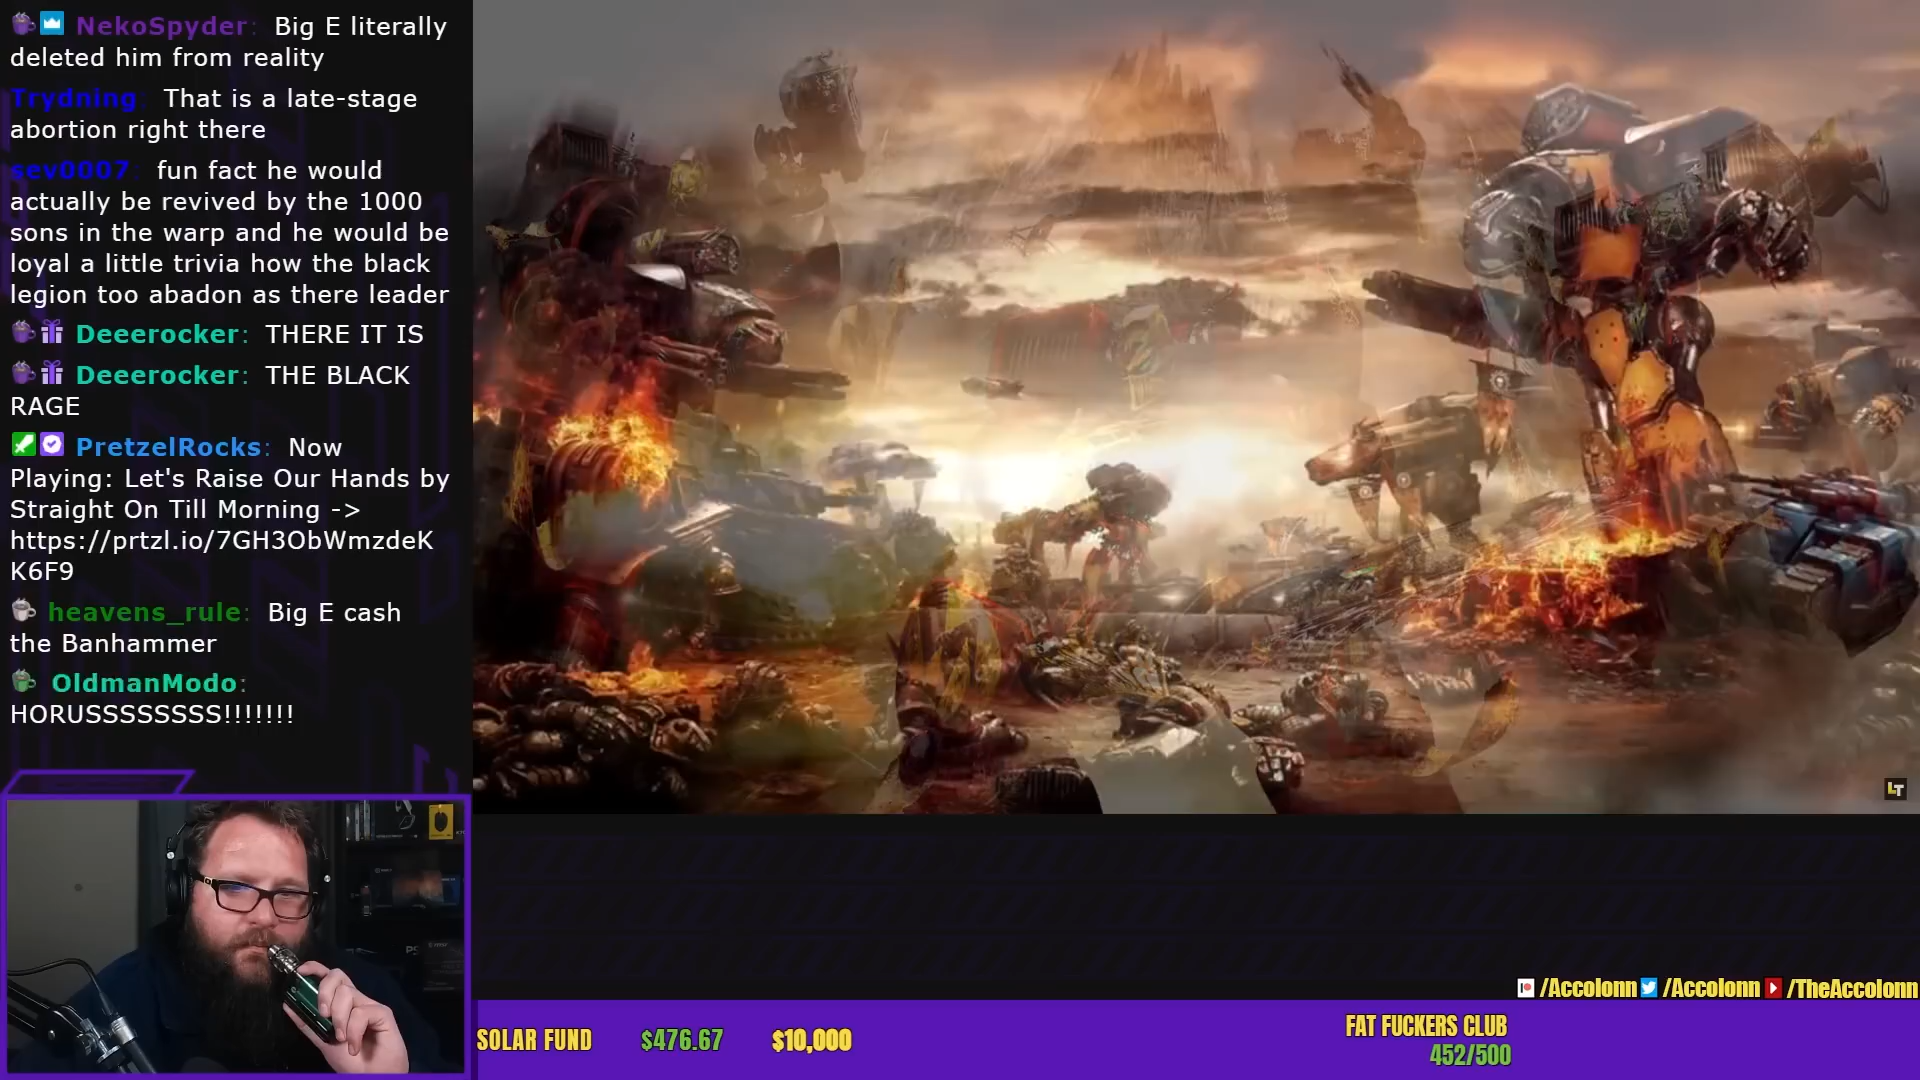 NekoSpyder: Big E literally
deleted him from reality
Trydning: That is a late-stage
abortion right there
sev0007: fun fact he would
actually be revived by the 1000
sons in the warp and he would be
loyal a little trivia how the black
legion too abadon as there leader
Deeerocker: THERE IT IS
Deeerocker: THE BLACK
RAGE
PretzelRocks: Now
Playing: Let's Raise Our Hands by
Straight On Till Morning ->
https://prtzl.io/7GH3ObWmzdeK
K6F9
heavens_rule: Big E cash
the Banhammer
OldmanModo:
HORUSSSSSSSS!!!!!!!
LT
/Accolonn /Accolonn /TheAccolonn
SOLAR FUND $476.67 $10,000
FAT FUCKERS CLUB
452/500